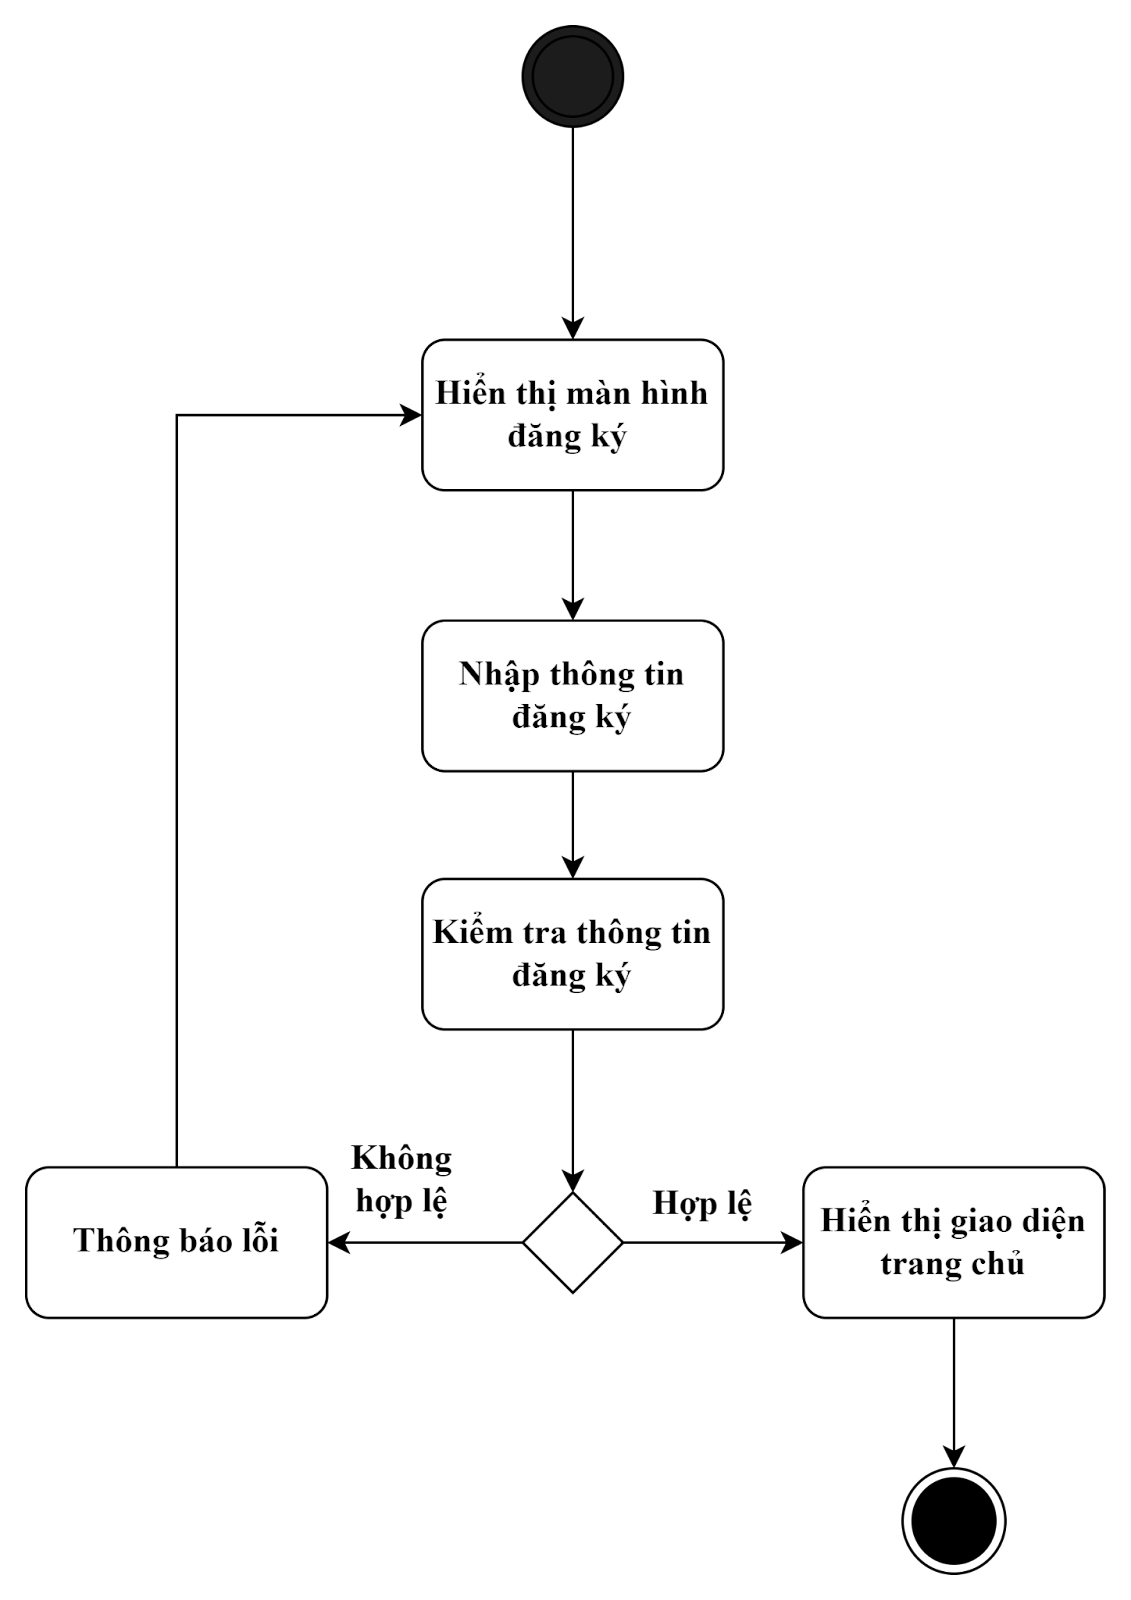 Hiển thị màn hình
đăng ký
Nhập thông tin
đăng ký
Kiểm tra thông tin
đăng ký
Không
hợp lệ
Hợp lệ
Thông báo lỗi
Hiển thị giao diện
trang chủ